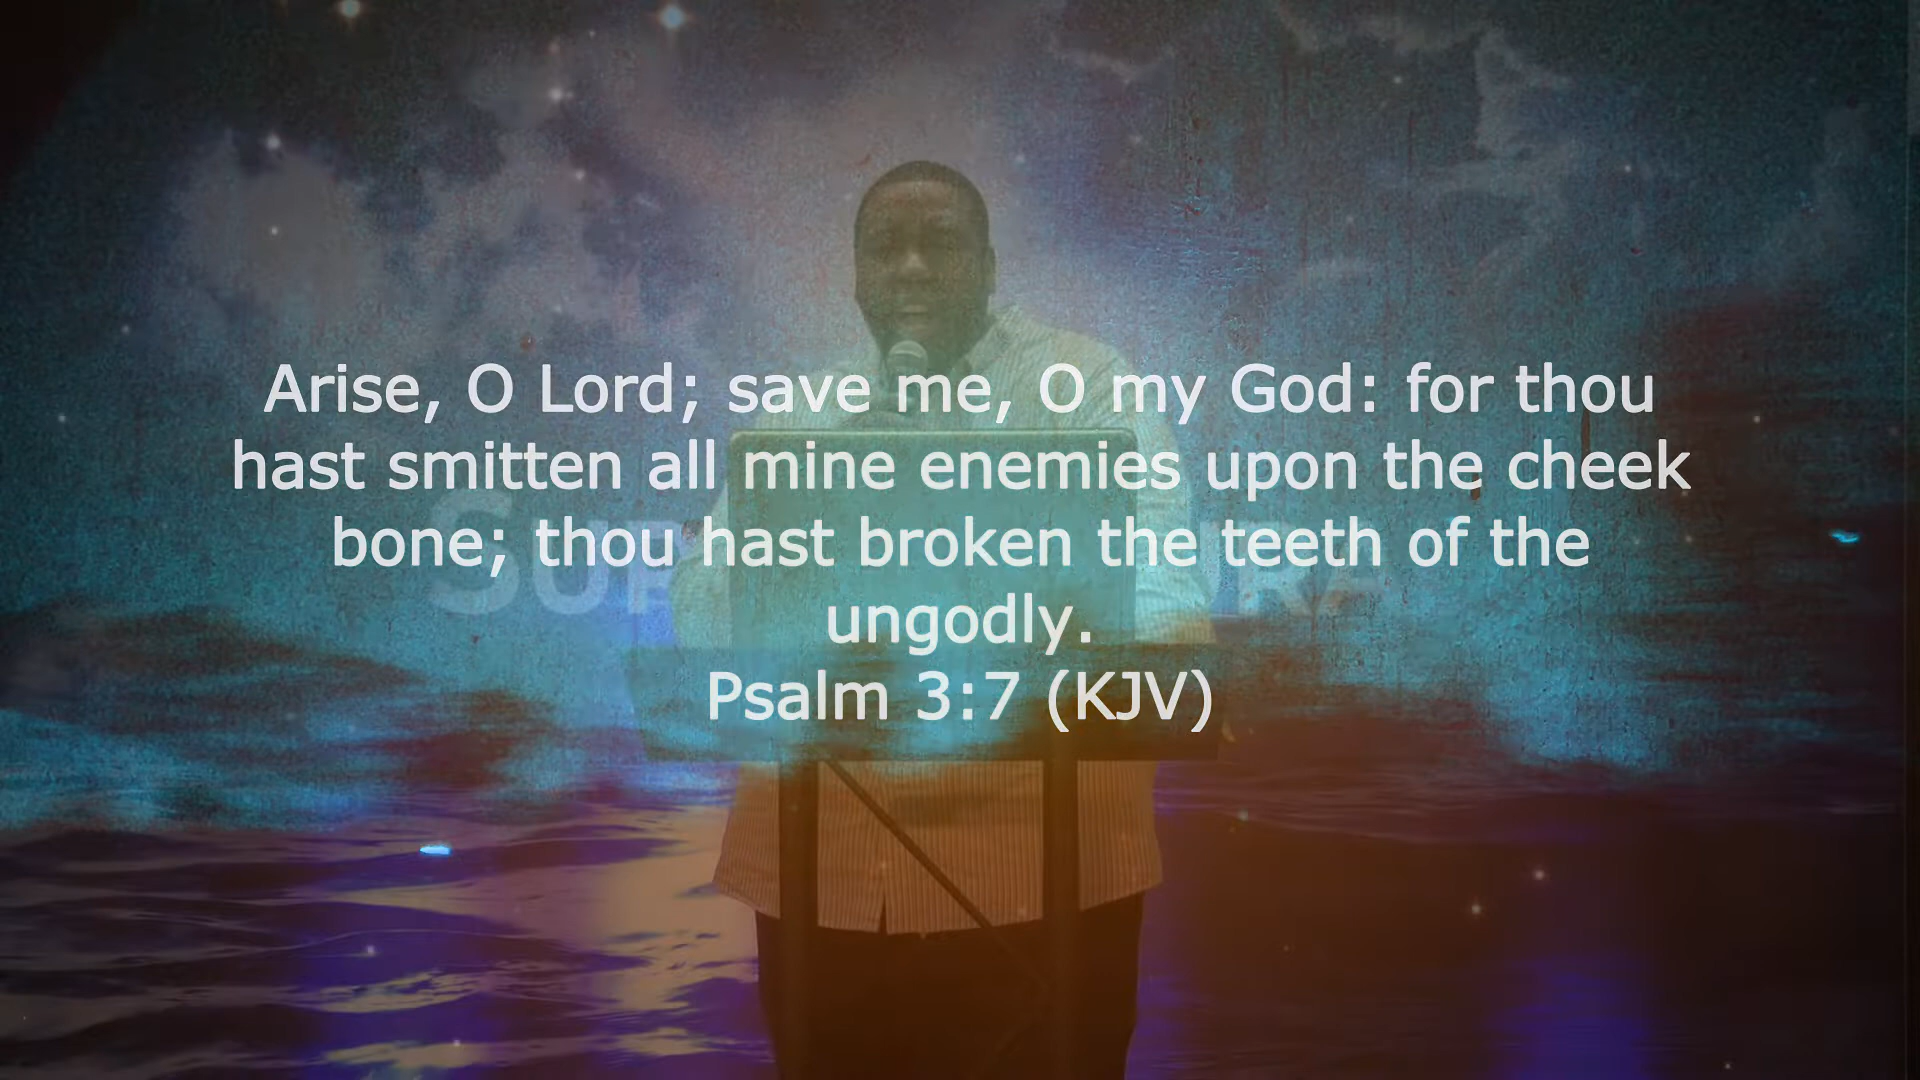 Arise, O Lord; save me, O my God: for thou
hast smitten all mine enemies upon the cheek
bone; thou hast broken the teeth of the
ungodly.
Psalm 3:7 (KJV)